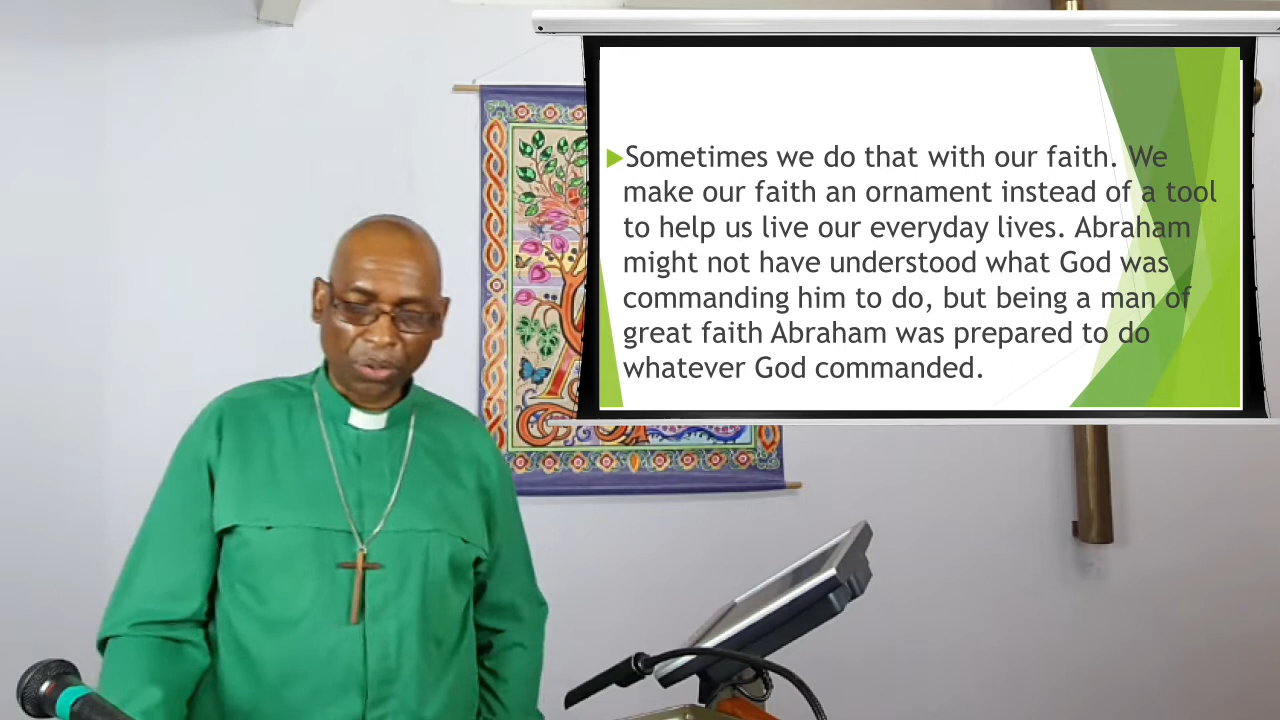 Sometimes we do that with our faith. We
make our faith an ornament instead of a tool
to help us live our everyday lives. Abraham
might not have understood what God was
commanding him to do, but being a man of
great faith Abraham was prepared to do
whatever God commanded.